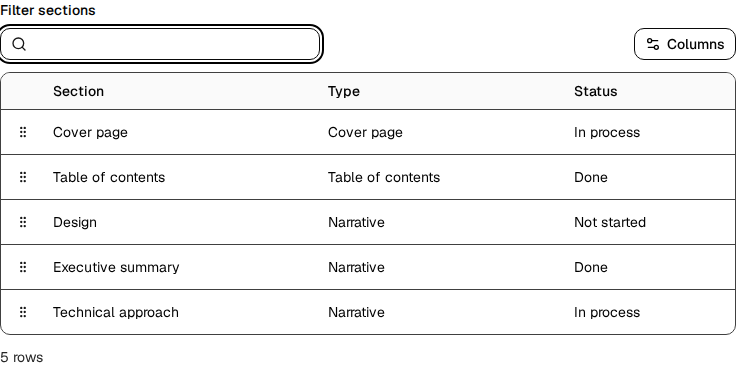 Filter sections
Columns
Section Type Status
Cover page Cover page In process
Table of contents Table of contents Done
Design Narrative Not started
Executive summary Narrative Done
Technical approach Narrative In process
5 rows